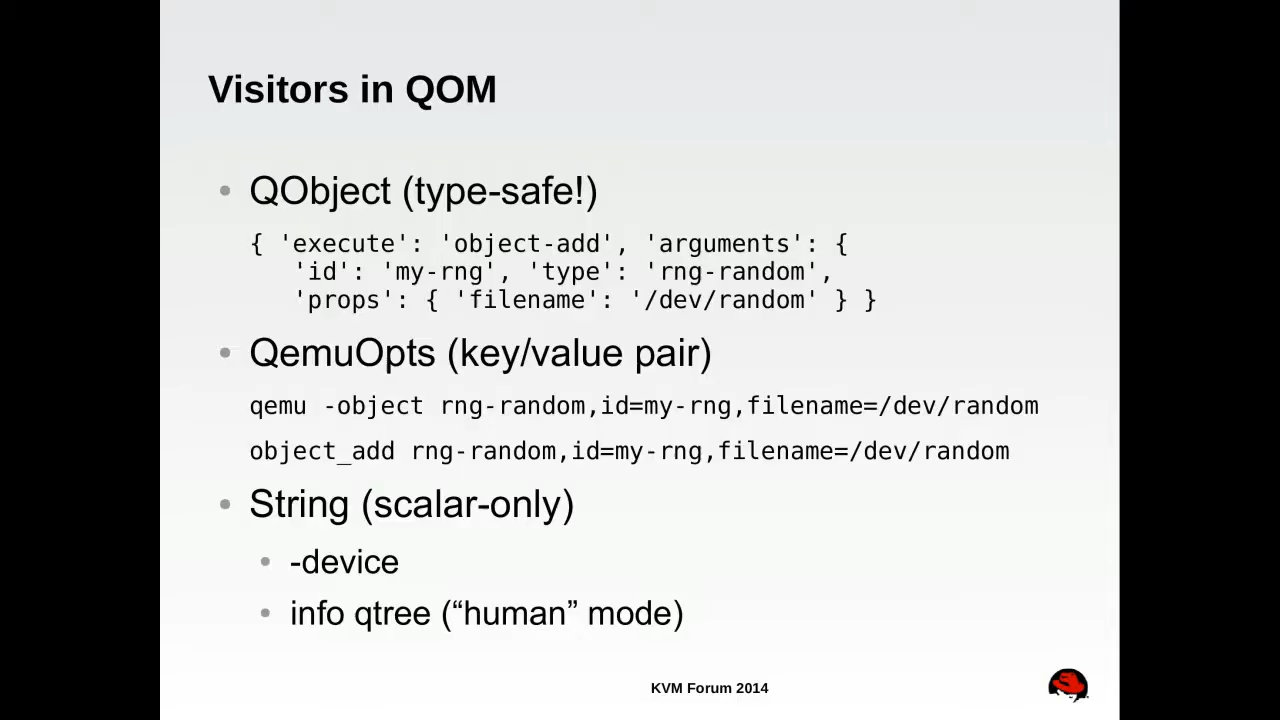 Visitors in QOM
• QObject (type-safe!)
{ 'execute': 'object-add', 'arguments': {
'id': 'my-rng', 'type': 'rng-random',
'props': { 'filename': '/dev/random' } }
• QemuOpts (key/value pair)
qemu -object rng-random,id=my-rng,filename=/dev/random
object_add rng-random,id=my-rng,filename=/dev/random
• String (scalar-only)
• -device
• info qtree (“human” mode)
KVM Forum 2014